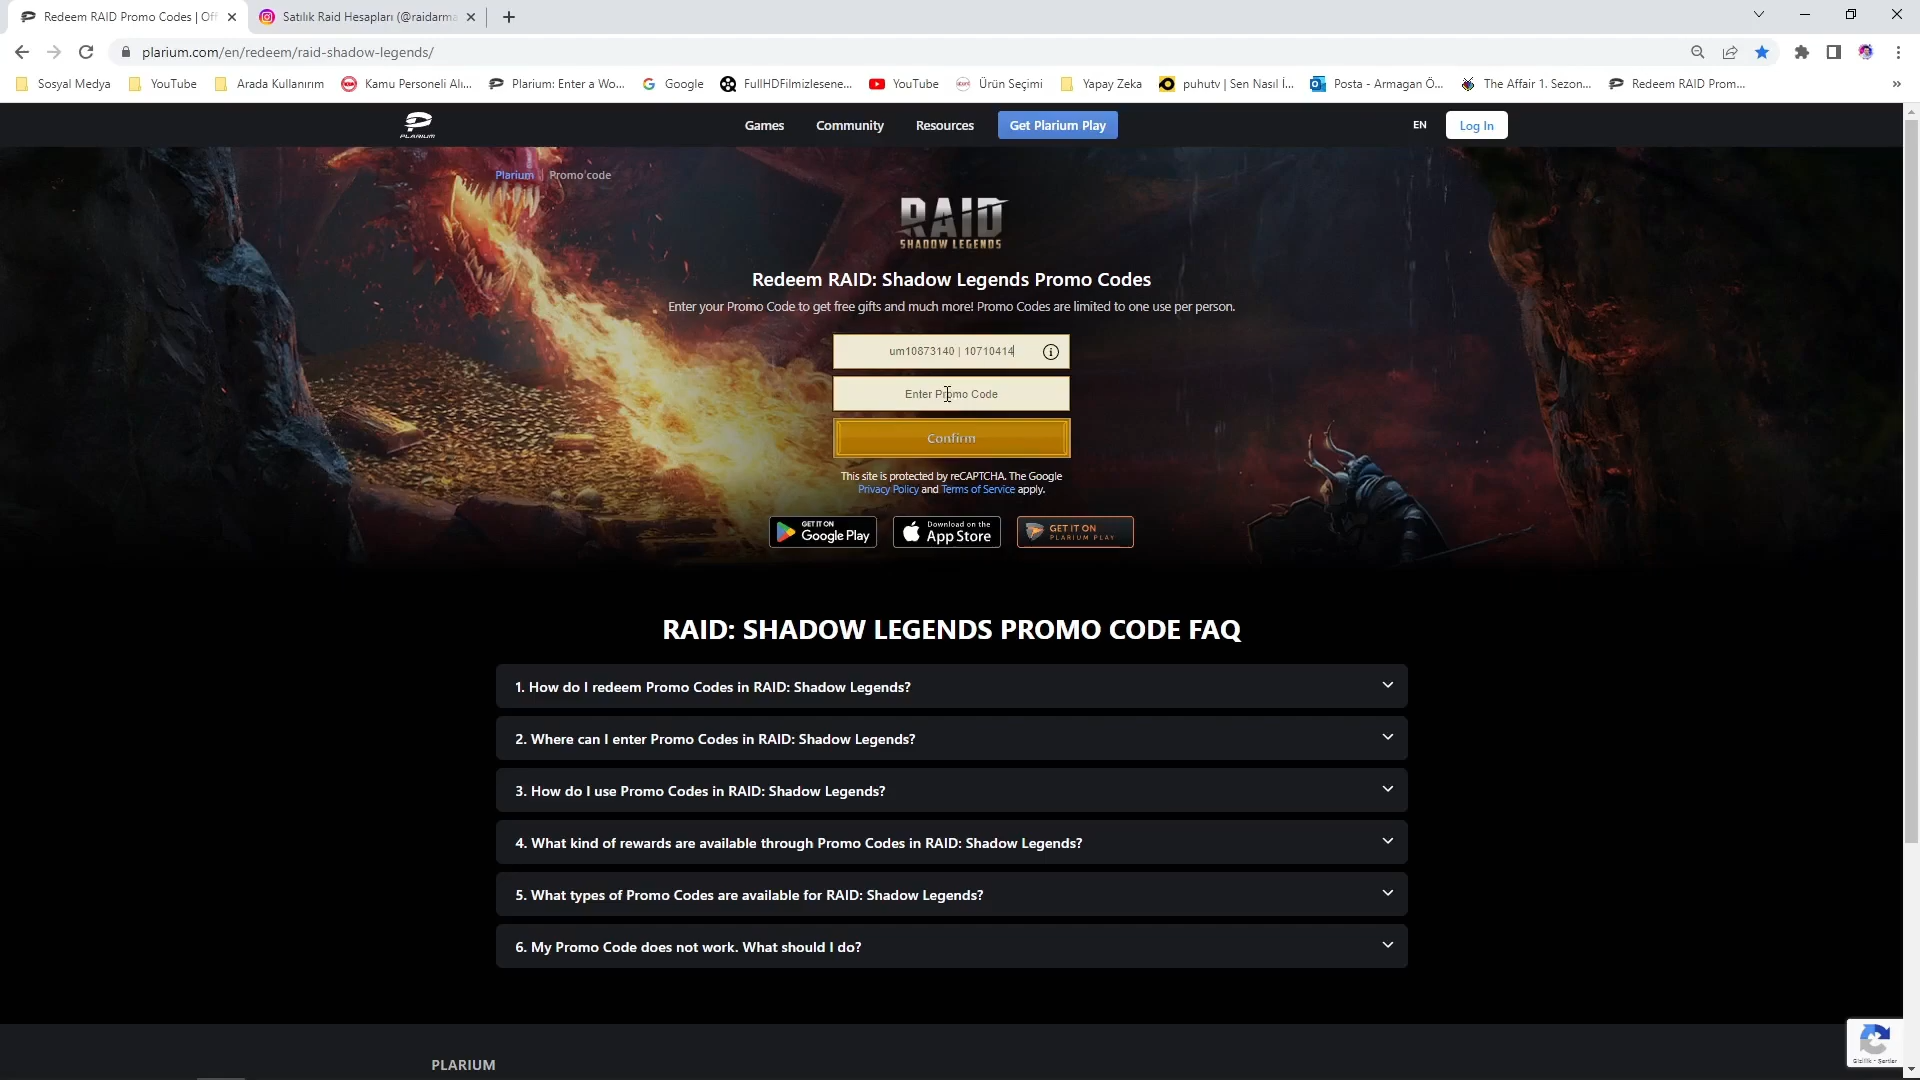 Redeem RAID Promo Codes | Off
Satılık Raid Hesapları (@raidarma
plarium.com/en/redeem/raid-shadow-legends/
Sosyal Medya
YouTube
Arada Kullanırım
Kamu Personeli Alı...
Plarium: Enter a Wo...
Google
FullHDFilmizlesene...
YouTube
Ürün Seçimi
Yapay Zeka
puhutv | Sen Nasıl İ...
Posta - Armagan Ö...
The Affair 1. Sezon...
Redeem RAID Prom...
PLARIUM
Games
Community
Resources
Get Plarium Play
EN
Log In
Plarium | Promo code
RAID
SHADOW LEGENDS
Redeem RAID: Shadow Legends Promo Codes
Enter your Promo Code to get free gifts and much more! Promo Codes are limited to one use per person.
um10873140 | 10710414
Enter Promo Code
Confirm
This site is protected by reCAPTCHA. The Google
Privacy Policy and Terms of Service apply.
GET IT ON
Google Play
Download on the
App Store
GET IT ON
PLARIUM PLAY
RAID: SHADOW LEGENDS PROMO CODE FAQ
1. How do I redeem Promo Codes in RAID: Shadow Legends?
2. Where can I enter Promo Codes in RAID: Shadow Legends?
3. How do I use Promo Codes in RAID: Shadow Legends?
4. What kind of rewards are available through Promo Codes in RAID: Shadow Legends?
5. What types of Promo Codes are available for RAID: Shadow Legends?
6. My Promo Code does not work. What should I do?
Gizlilik - Şartlar
PLARIUM